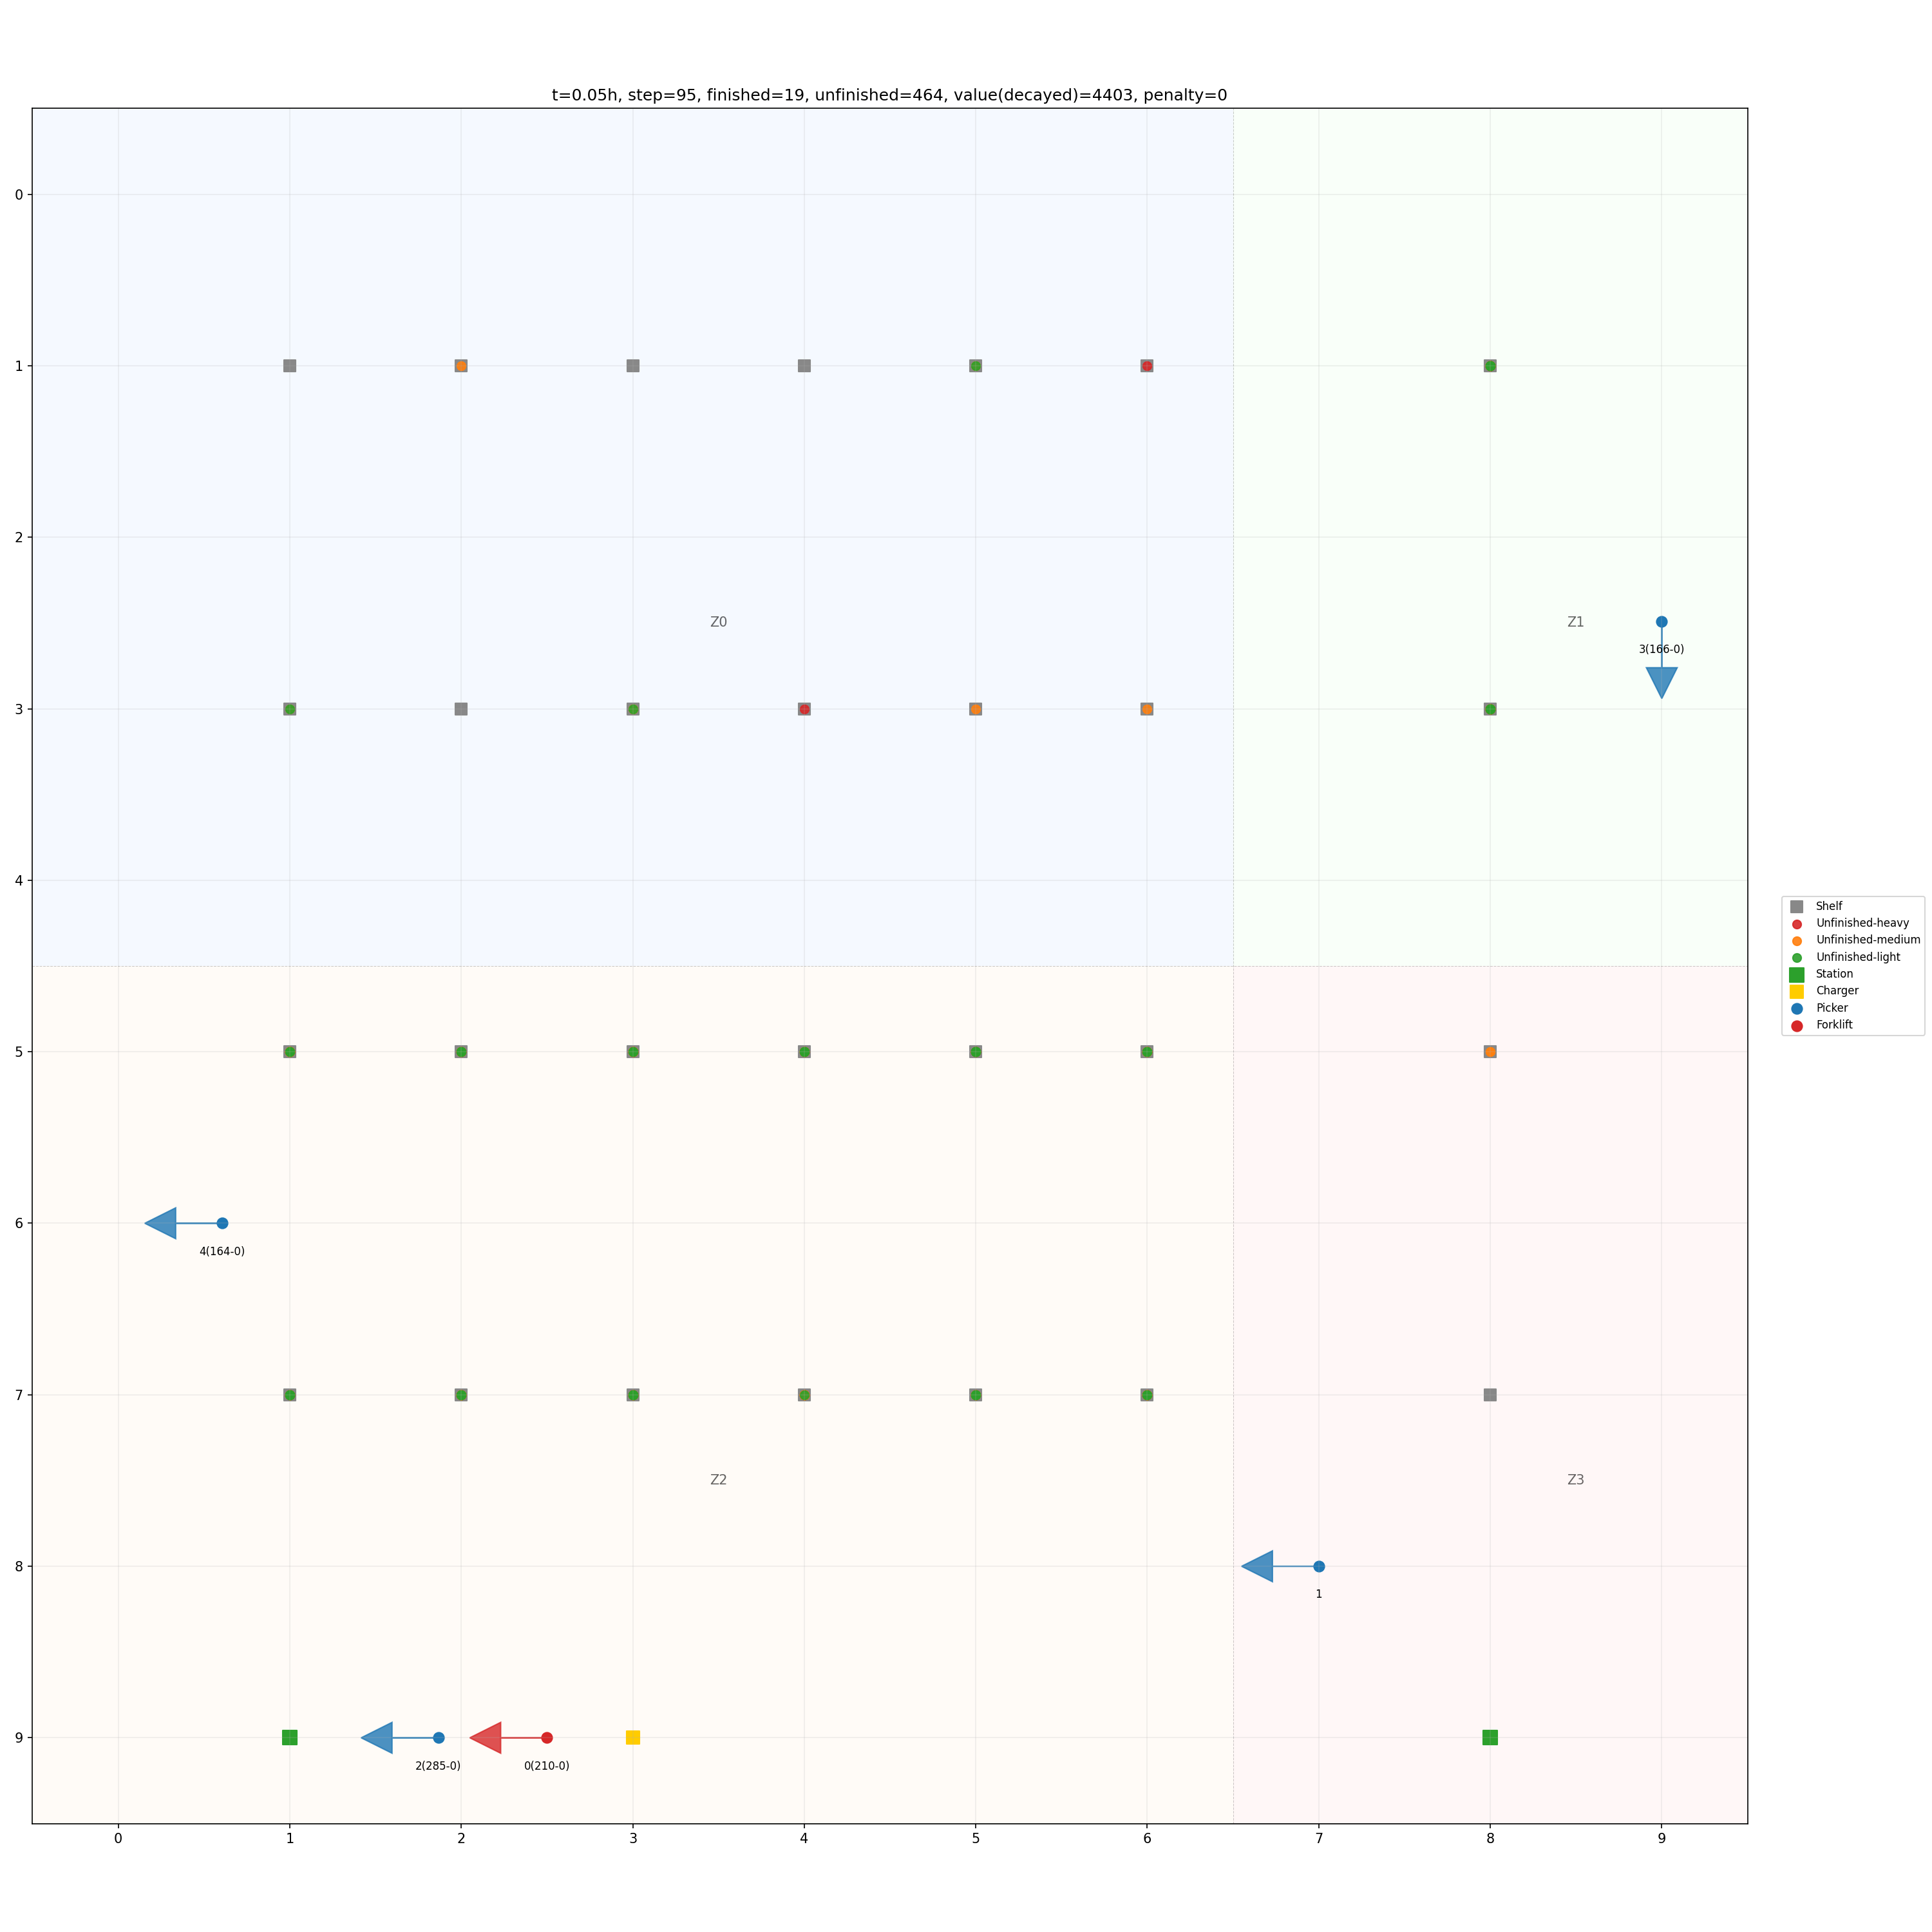 t=0.05h, step=95, finished=19, unfinished=464, value(decayed)=4403, penalty=0
0
1
2
Z0
Z1
3(166-0)
3
4
Shelf
Unfinished-heavy
Unfinished-medium
Unfinished-light
Station
Charger
Picker
Forklift
5
6
4(164-0)
7
Z2
Z3
8
1
9
2(285-0)
0(210-0)
0 1 2 3 4 5 6 7 8 9